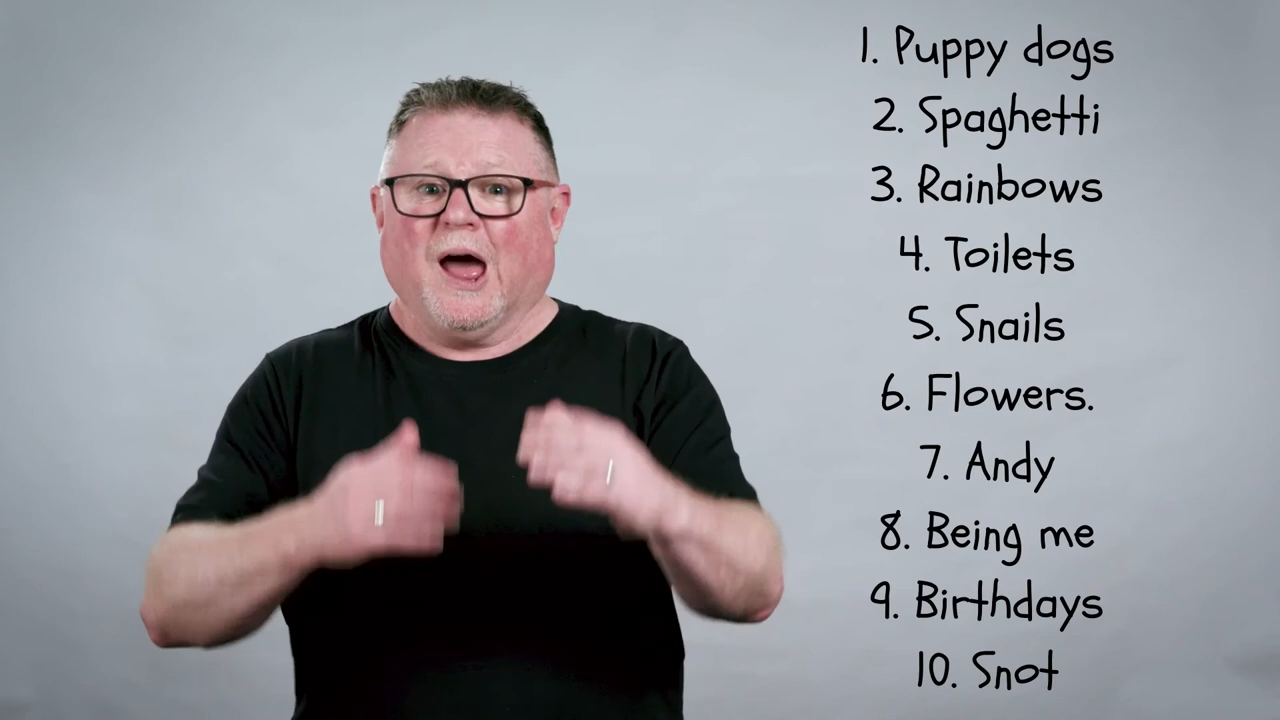 1. Puppy dogs
2. Spaghetti
3. Rainbows
4. Toilets
5. Snails
6. Flowers.
7. Andy
8. Being me
9. Birthdays
10. Snot